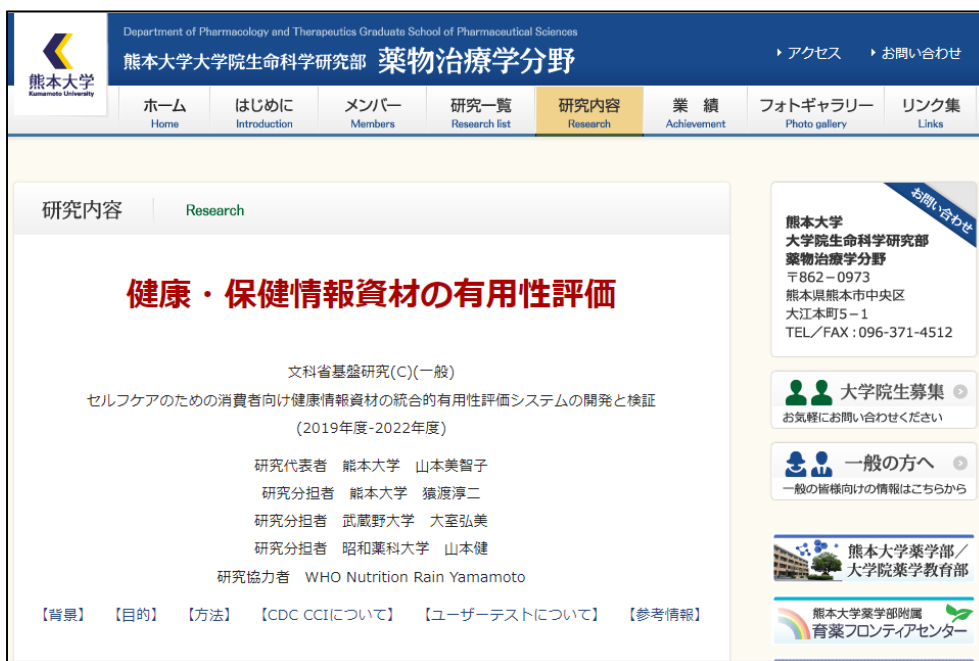 Department of Pharmacology and Therapeutics Graduate School of Pharmaceutical Sciences
熊本大学大学院生命科学研究部 薬物治療学分野
アクセス
お問い合わせ
熊本大学
Kumamoto University
ホーム
Home
はじめに
Introduction
メンバー
Members
研究一覧
Research list
研究内容
Research
業 績
Achievement
フォトギャラリー
Photo gallery
リンク集
Links
研究内容 Research
健康・保健情報資材の有用性評価
文科省基盤研究(C)(一般)
セルフケアのための消費者向け健康情報資材の統合的有用性評価システムの開発と検証
(2019年度-2022年度)
研究代表者 熊本大学 山本美智子
研究分担者 熊本大学 猿渡淳二
研究分担者 武蔵野大学 大室弘美
研究分担者 昭和薬科大学 山本健
研究協力者 WHO Nutrition Rain Yamamoto
【背景】 【目的】 【方法】 【CDC CCIについて】 【ユーザーテストについて】 【参考情報】
お問い合わせ
熊本大学
大学院生命科学研究部
薬物治療学分野
〒862-0973
熊本県熊本市中央区
大江本町5-1
TEL/FAX:096-371-4512
大学院生募集
お気軽にお問い合わせください
一般の方へ
一般の皆様向けの情報はこちらから
熊本大学薬学部/
大学院薬学教育部
熊本大学薬学部附属
育薬フロンティアセンター